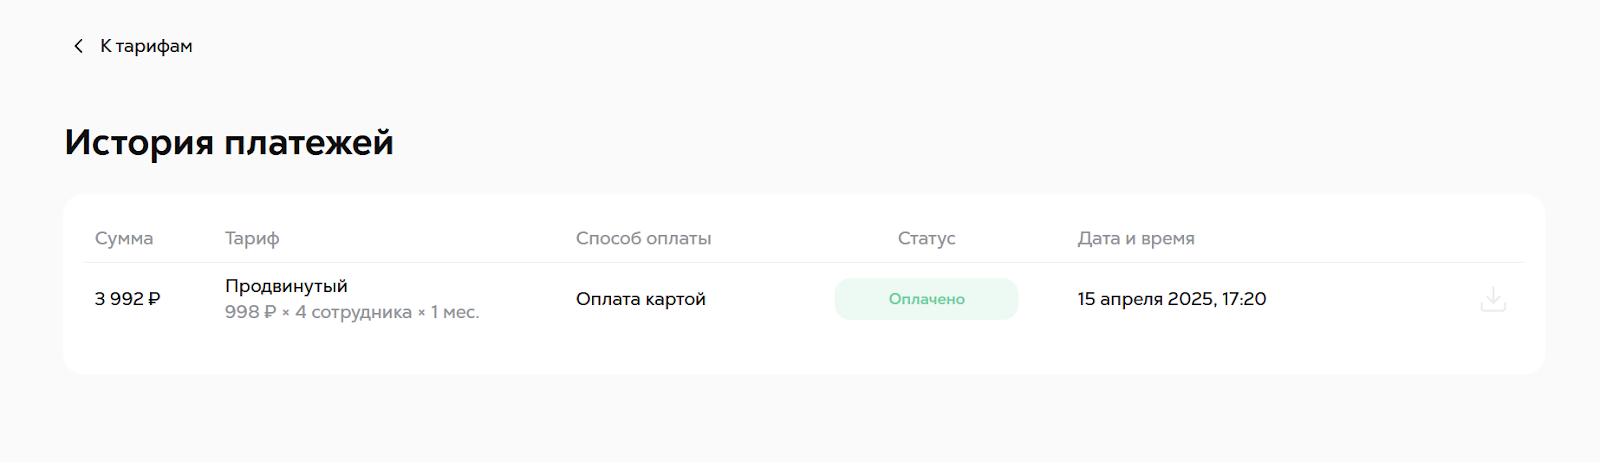 К тарифам
История платежей
Сумма Тариф Способ оплаты Статус Дата и время
3 992 ₽ Продвинутый Оплата картой Оплачено 15 апреля 2025, 17:20
998 ₽ × 4 сотрудника × 1 мес.